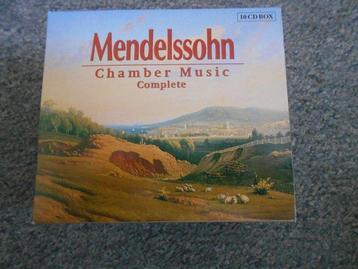 10 CD BOX
Mendelssohn
Chamber Music
Complete